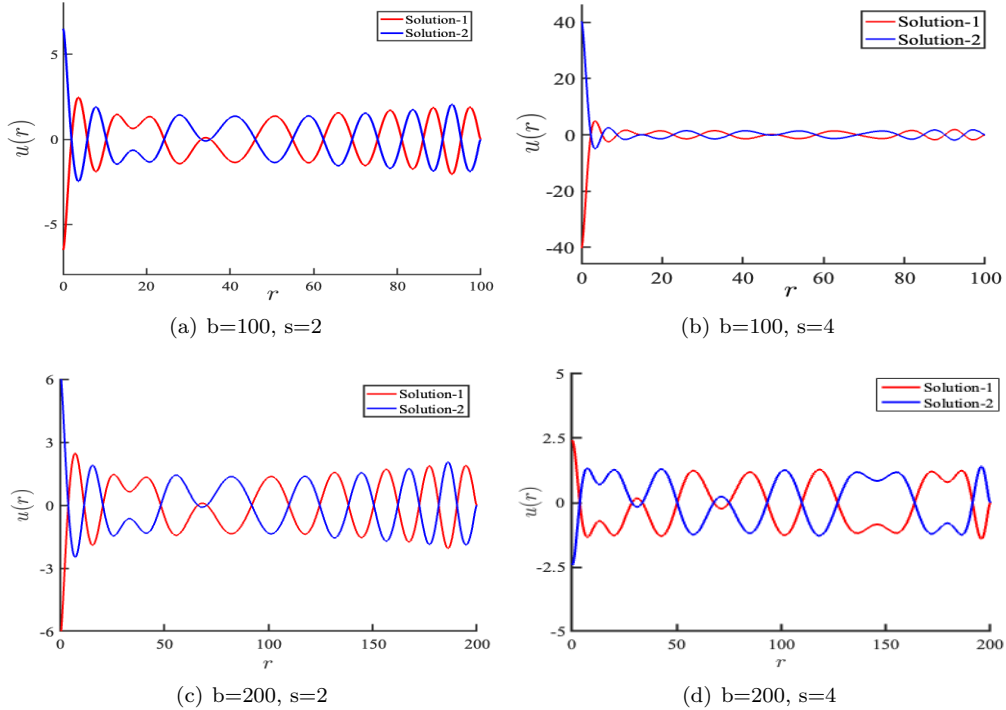 Solution-1
Solution-2
5
0
-5
u(r)
0
20
40
60
80
100
r
(a) b=100, s=2
Solution-1
Solution-2
40
20
0
-20
-40
u(r)
0
20
40
60
80
100
r
(b) b=100, s=4
Solution-1
Solution-2
6
3
0
-3
-6
u(r)
0
50
100
150
200
r
(c) b=200, s=2
Solution-1
Solution-2
5
2.5
0
-2.5
-5
u(r)
0
50
100
150
200
r
(d) b=200, s=4